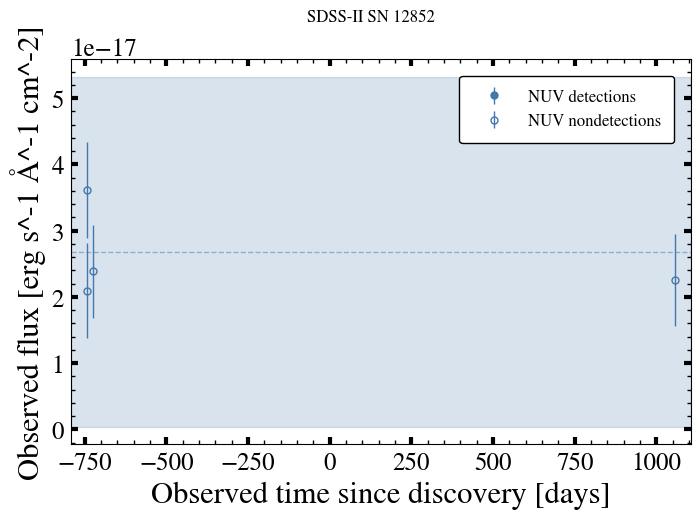 SDSS-II SN 12852
1e−17
Observed flux [erg s^-1 Å^-1 cm^-2]
5
4
3
2
1
0
NUV detections
NUV nondetections
−750 −500 −250 0 250 500 750 1000
Observed time since discovery [days]